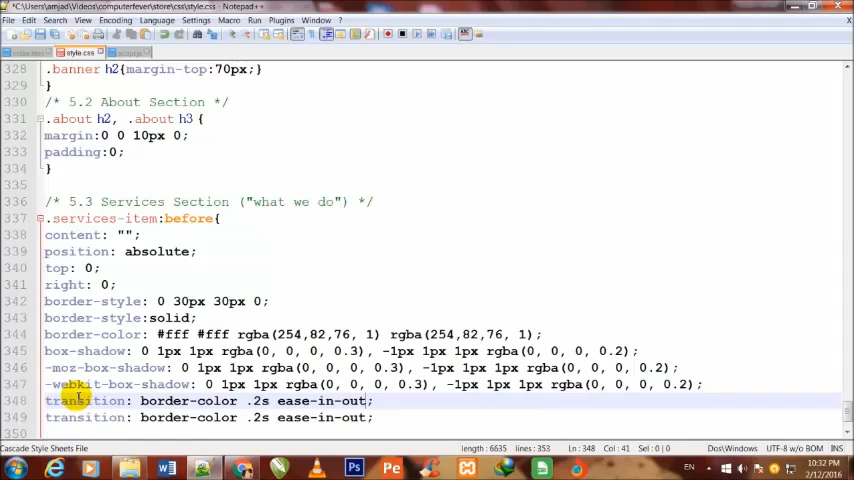 *C:\Users\amjad\Videos\computerfever\store\css\style.css - Notepad++
File Edit Search View Encoding Language Settings Macro Run Plugins Window ?
style.css
328 .banner h2{margin-top:70px;}
329 }
330 /* 5.2 About Section */
331 .about h2, .about h3 {
332 margin:0 0 10px 0;
333 padding:0;
334 }
335
336 /* 5.3 Services Section ("what we do") */
337 .services-item:before{
338 content: "";
339 position: absolute;
340 top: 0;
341 right: 0;
342 border-style: 0 30px 30px 0;
343 border-style:solid;
344 border-color: #fff #fff rgba(254,82,76, 1) rgba(254,82,76, 1);
345 box-shadow: 0 1px 1px rgba(0, 0, 0, 0.3), -1px 1px 1px rgba(0, 0, 0, 0.2);
346 -moz-box-shadow: 0 1px 1px rgba(0, 0, 0, 0.3), -1px 1px 1px rgba(0, 0, 0, 0.2);
347 -webkit-box-shadow: 0 1px 1px rgba(0, 0, 0, 0.3), -1px 1px 1px rgba(0, 0, 0, 0.2);
348 transition: border-color .2s ease-in-out;
349 transition: border-color .2s ease-in-out;
350
Cascade Style Sheets File length : 6635 lines : 353 Ln : 348 Col : 41 Sel : 0 | 0 Dos\Windows UTF-8 w/o BOM INS
W Ps Pe EN 10:32 PM
2/12/2016